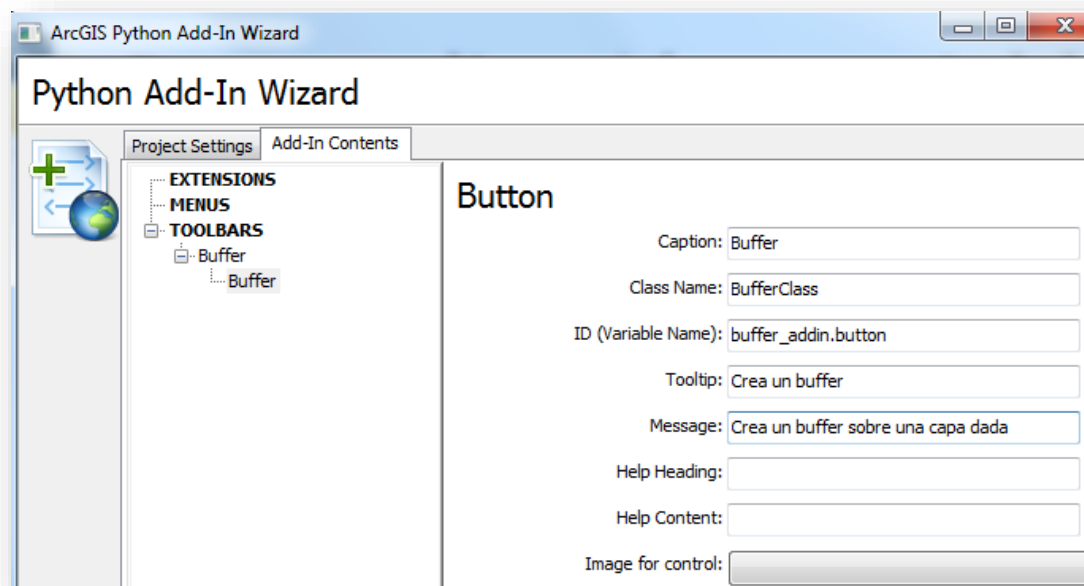 ArcGIS Python Add-In Wizard
Python Add-In Wizard
Project Settings
Add-In Contents
EXTENSIONS
MENUS
TOOLBARS
Buffer
Buffer
Button
Caption: Buffer
Class Name: BufferClass
ID (Variable Name): buffer_addin.button
Tooltip: Crea un buffer
Message: Crea un buffer sobre una capa dada
Help Heading:
Help Content:
Image for control: